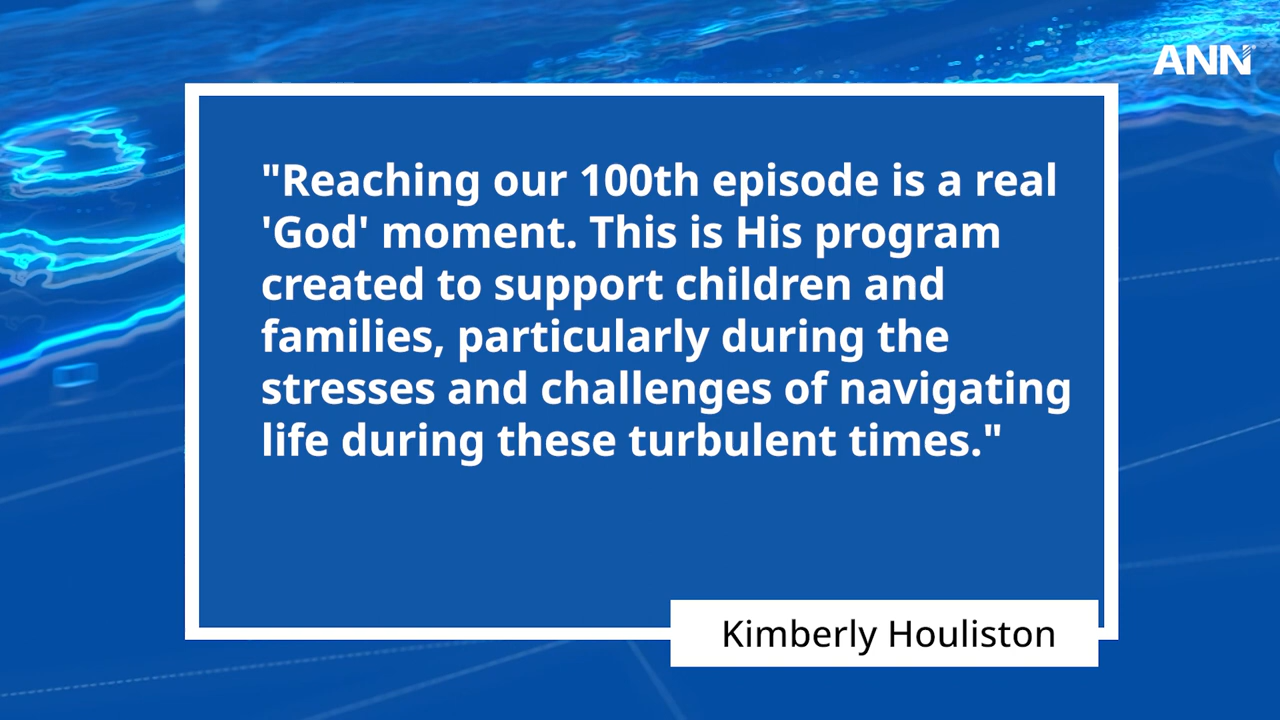 ANN
"Reaching our 100th episode is a real
'God' moment. This is His program
created to support children and
families, particularly during the
stresses and challenges of navigating
life during these turbulent times."
Kimberly Houliston